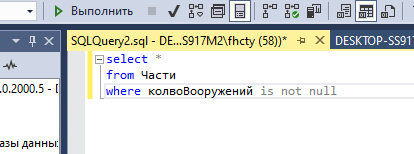 Выполнить
SQLQuery2.sql - DE...S917M2\fhcty (58))*
DESKTOP-SS917
select *
from Части
where колвоВооружений is not null
.0.2000.5 -
азы данны